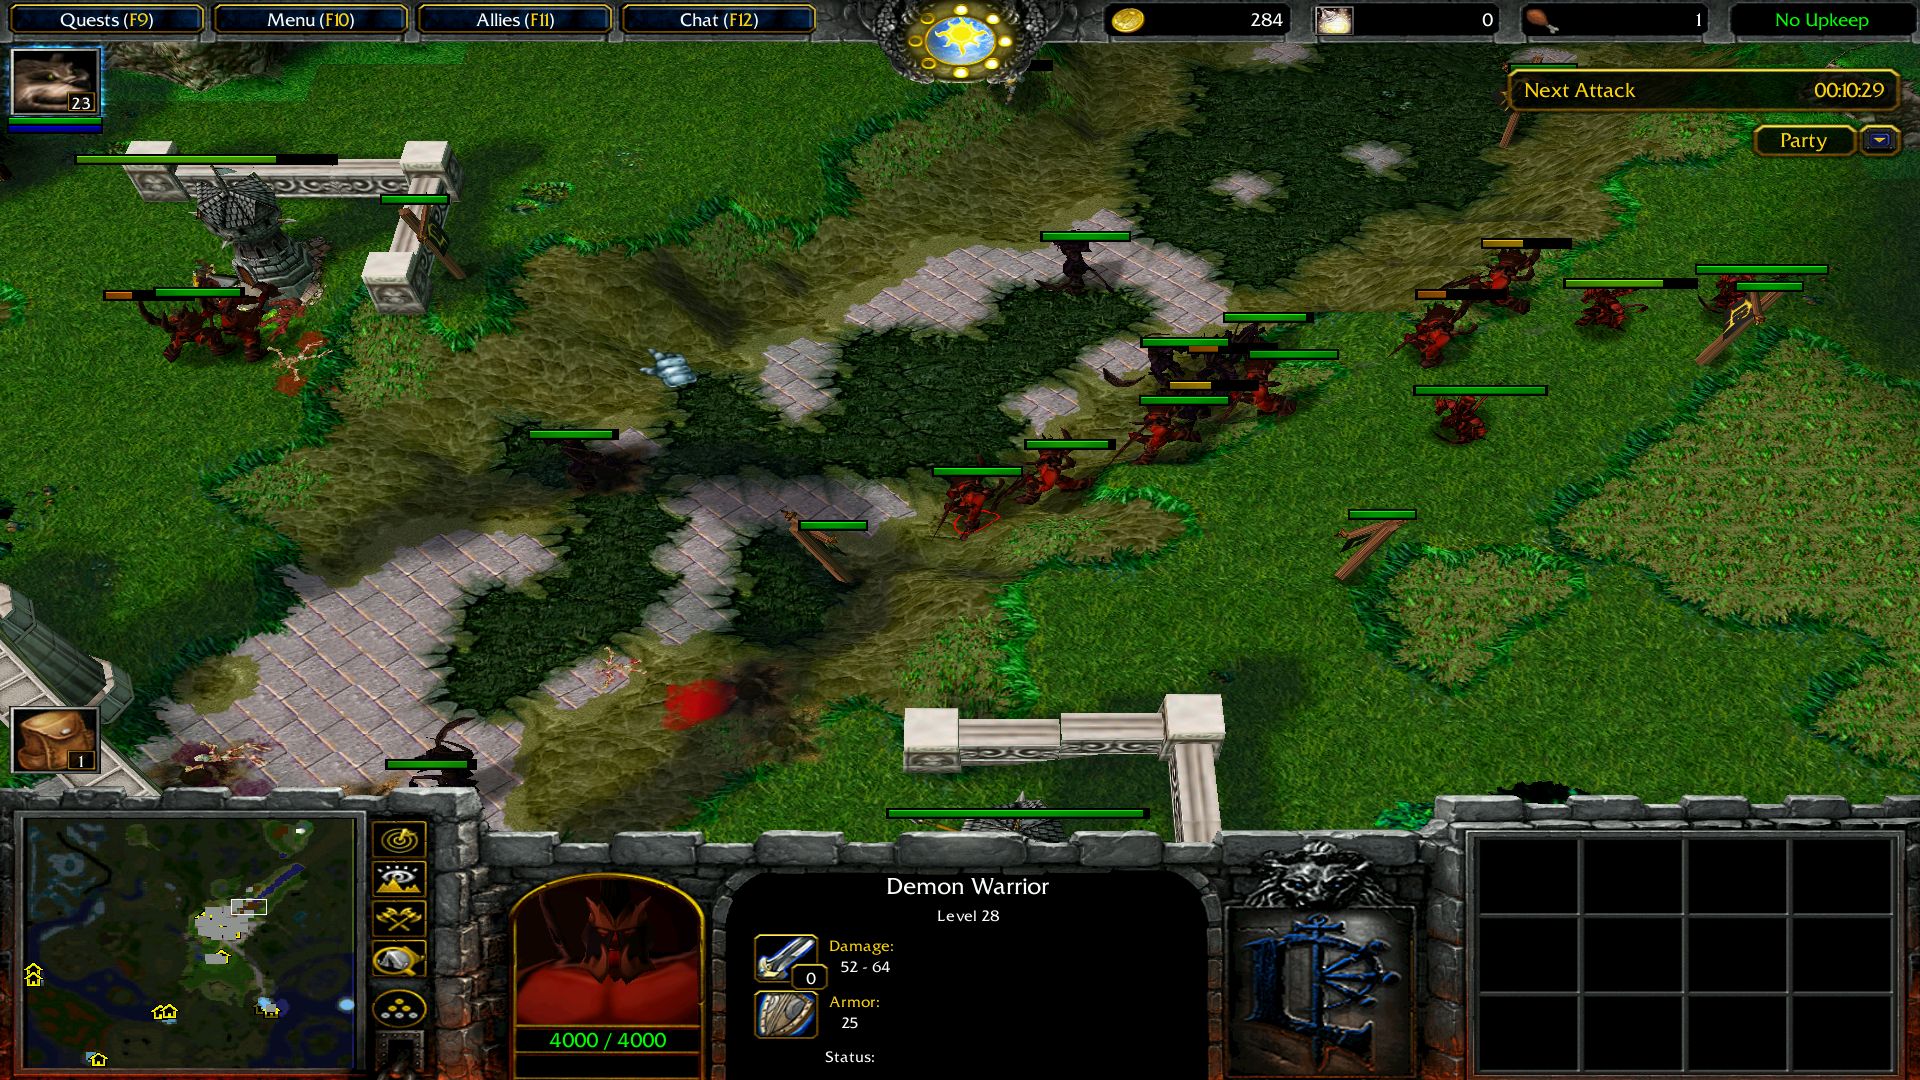 Quests (F9)
Menu (F10)
Allies (F11)
Chat (F12)
284
0
1
No Upkeep
23
Next Attack
00:10:29
Party
1
Demon Warrior
Level 28
Damage:
52 - 64
0
Armor:
25
Status:
4000 / 4000